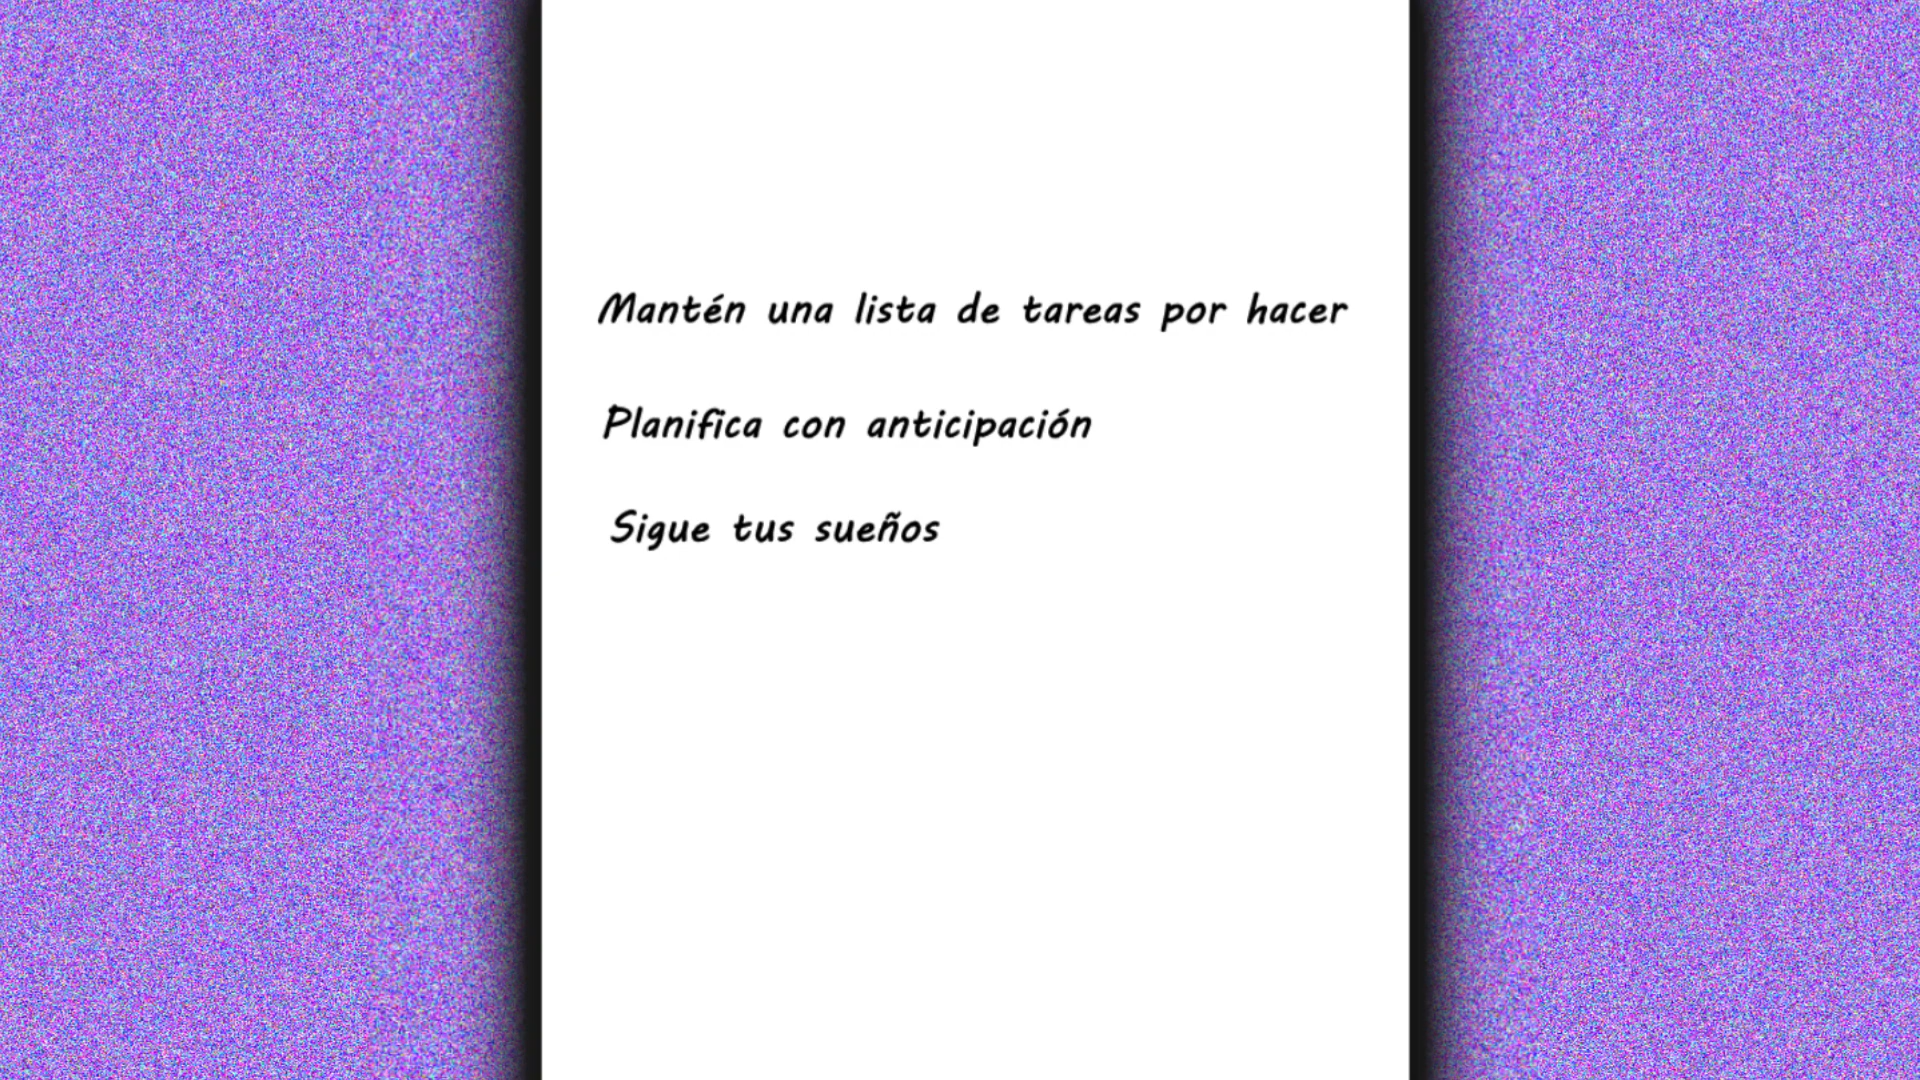 Mantén una lista de tareas por hacer
Planifica con anticipación
Sigue tus sueños